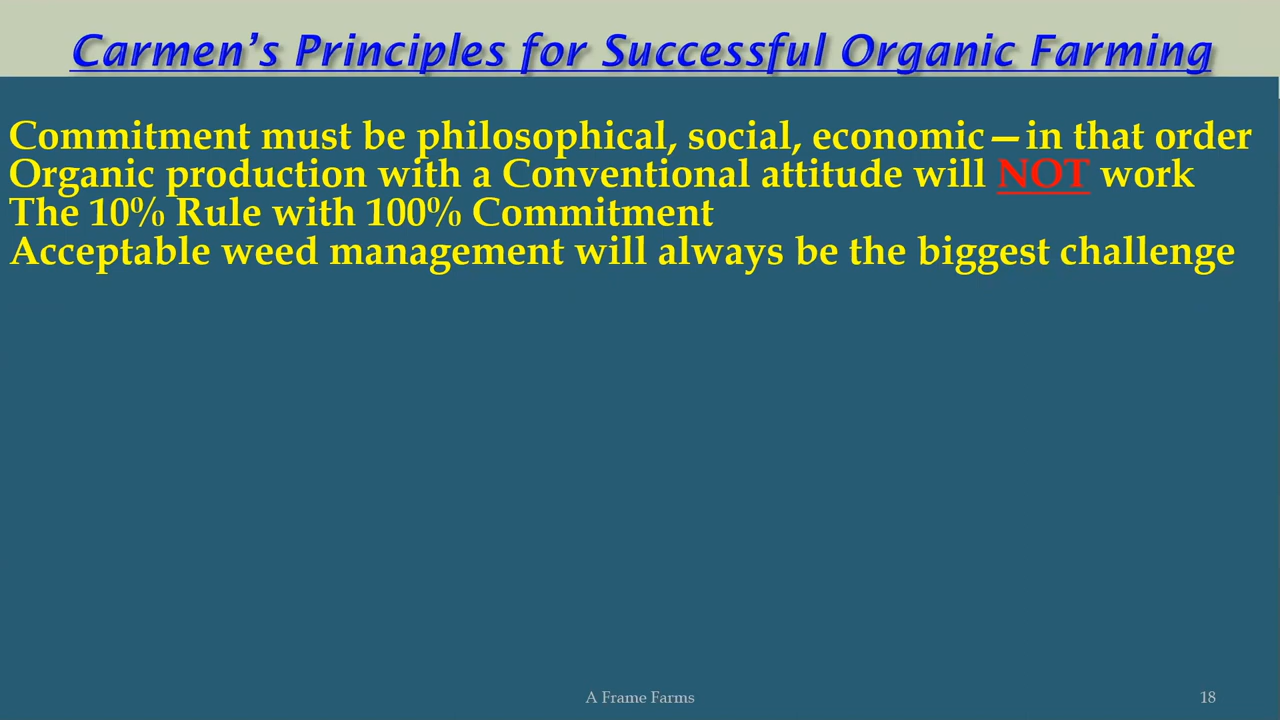 Carmen’s Principles for Successful Organic Farming
Commitment must be philosophical, social, economic—in that order
Organic production with a Conventional attitude will NOT work
The 10% Rule with 100% Commitment
Acceptable weed management will always be the biggest challenge
A Frame Farms
18